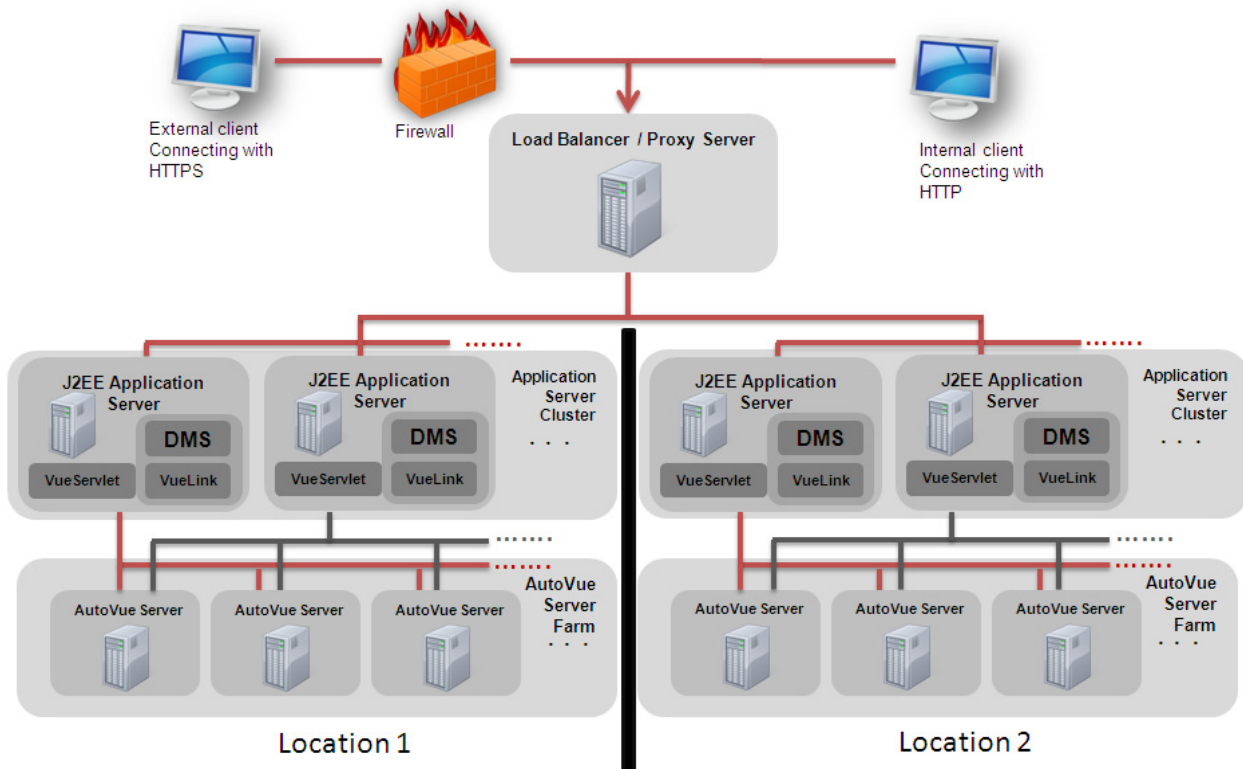 External client
Connecting with
HTTPS
Firewall
Load Balancer / Proxy Server
Internal client
Connecting with
HTTP
.......
J2EE Application
Server
DMS
VueServlet
VueLink
J2EE Application
Server
DMS
VueServlet
VueLink
Application
Server
Cluster
. . .
.......
.......
AutoVue Server
AutoVue Server
AutoVue Server
AutoVue
Server
Farm
. . .
Location 1
.......
J2EE Application
Server
DMS
VueServlet
VueLink
J2EE Application
Server
DMS
VueServlet
VueLink
Application
Server
Cluster
. . .
.......
.......
AutoVue Server
AutoVue Server
AutoVue Server
AutoVue
Server
Farm
. . .
Location 2